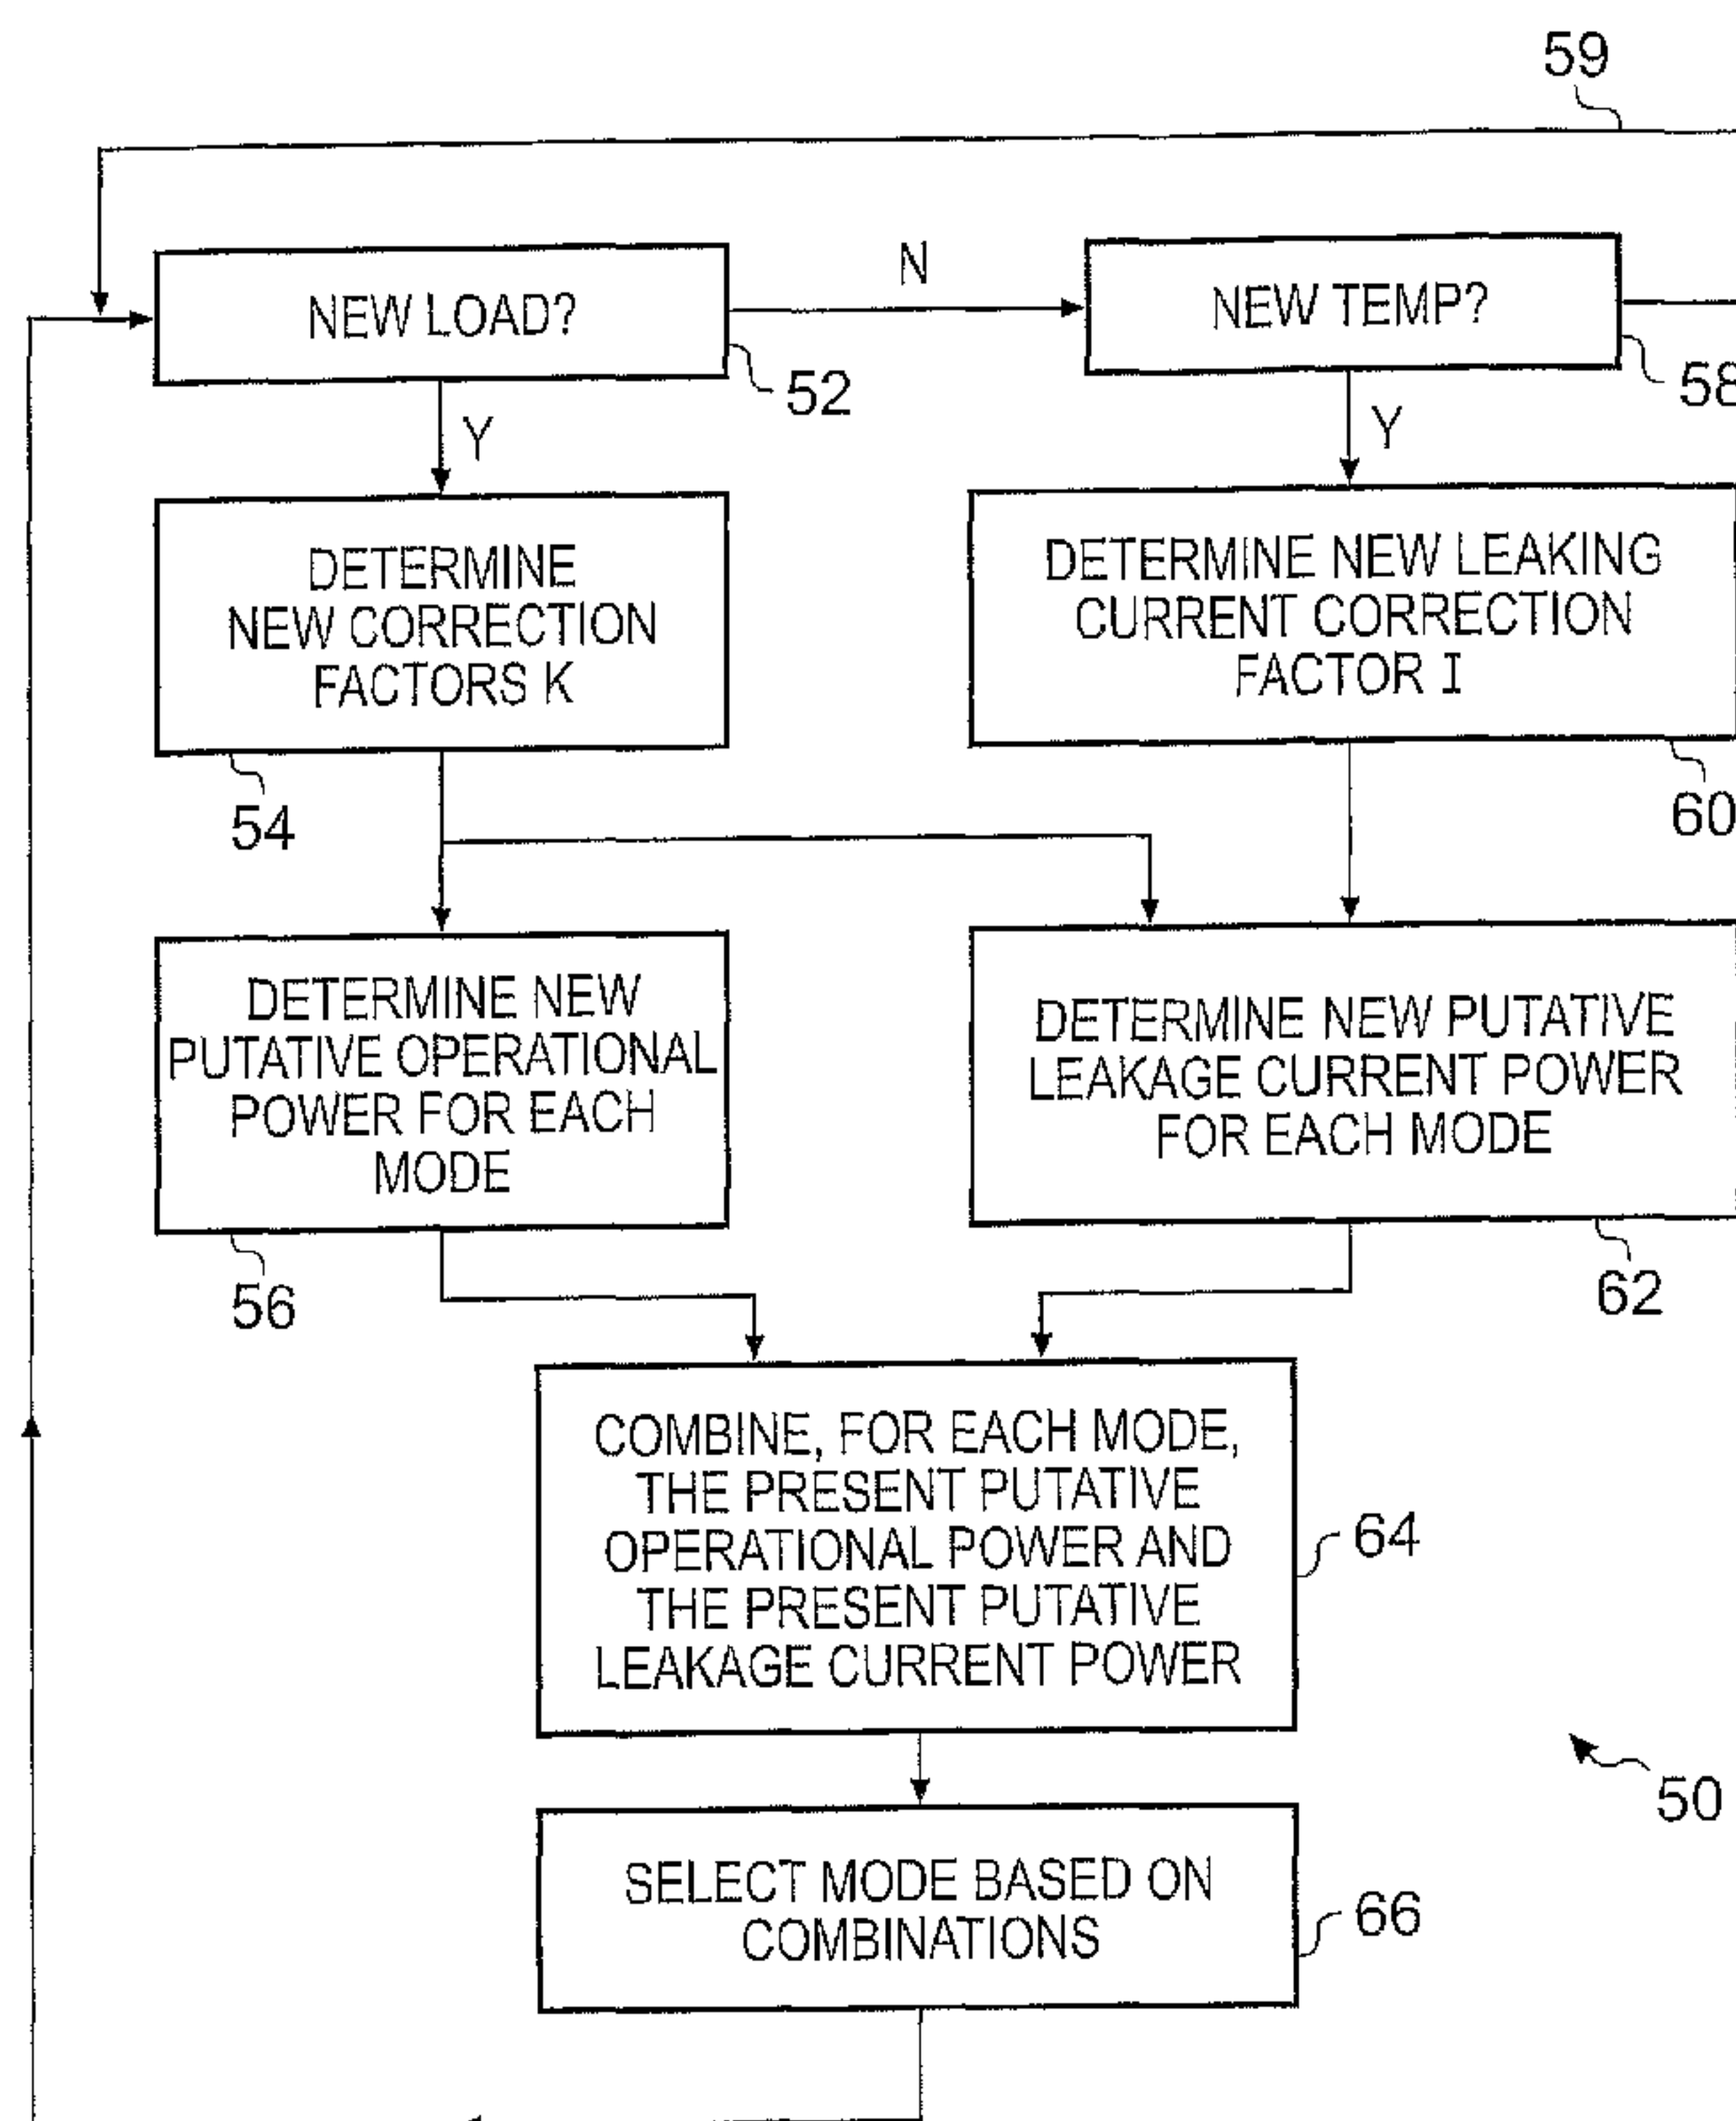 59
NEW LOAD?
N
NEW TEMP?
52
58
Y
Y
DETERMINE
NEW CORRECTION
FACTORS K
DETERMINE NEW LEAKING
CURRENT CORRECTION
FACTOR I
54
60
DETERMINE NEW
PUTATIVE OPERATIONAL
POWER FOR EACH
MODE
DETERMINE NEW PUTATIVE
LEAKAGE CURRENT POWER
FOR EACH MODE
56
62
COMBINE, FOR EACH MODE,
THE PRESENT PUTATIVE
OPERATIONAL POWER AND
THE PRESENT PUTATIVE
LEAKAGE CURRENT POWER
64
50
SELECT MODE BASED ON
COMBINATIONS
66